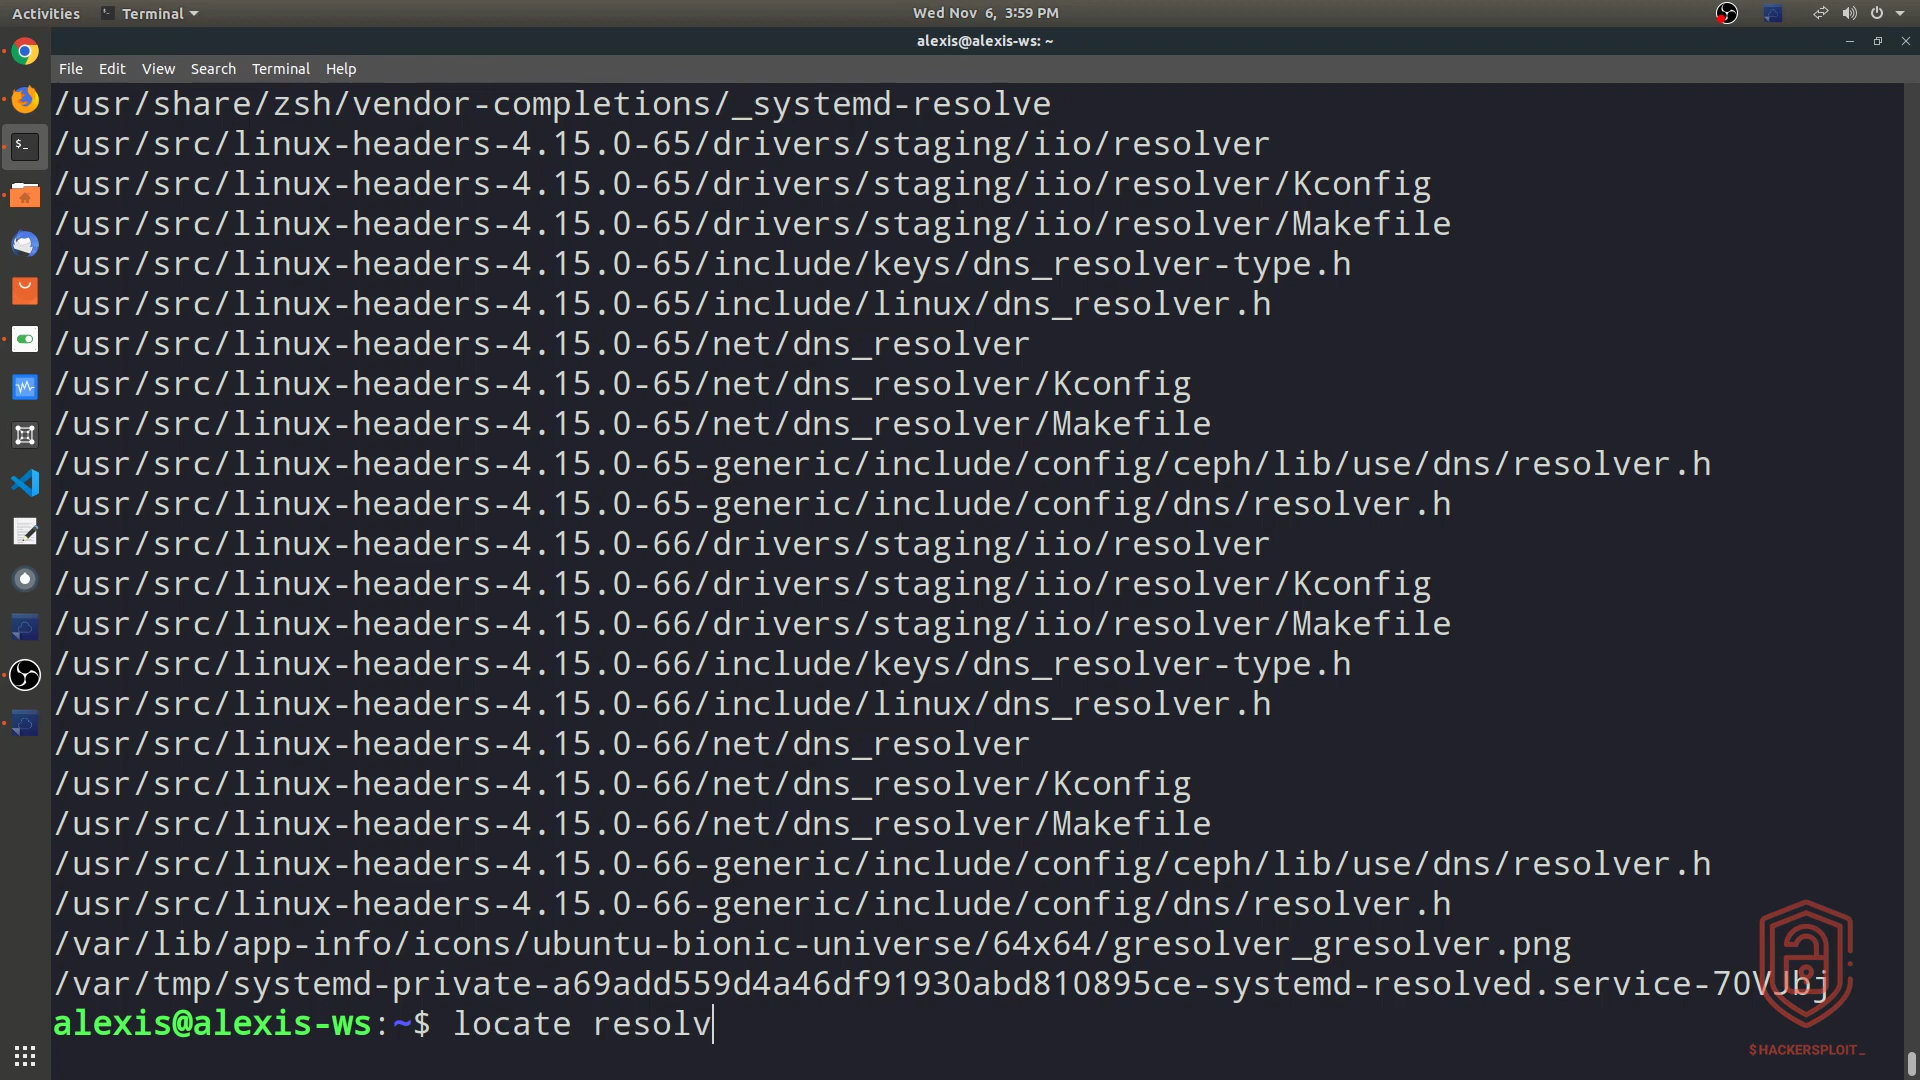 Activities Terminal Wed Nov 6, 3:59 PM
alexis@alexis-ws: ~
File Edit View Search Terminal Help
/usr/share/zsh/vendor-completions/_systemd-resolve
/usr/src/linux-headers-4.15.0-65/drivers/staging/iio/resolver
/usr/src/linux-headers-4.15.0-65/drivers/staging/iio/resolver/Kconfig
/usr/src/linux-headers-4.15.0-65/drivers/staging/iio/resolver/Makefile
/usr/src/linux-headers-4.15.0-65/include/keys/dns_resolver-type.h
/usr/src/linux-headers-4.15.0-65/include/linux/dns_resolver.h
/usr/src/linux-headers-4.15.0-65/net/dns_resolver
/usr/src/linux-headers-4.15.0-65/net/dns_resolver/Kconfig
/usr/src/linux-headers-4.15.0-65/net/dns_resolver/Makefile
/usr/src/linux-headers-4.15.0-65-generic/include/config/ceph/lib/use/dns/resolver.h
/usr/src/linux-headers-4.15.0-65-generic/include/config/dns/resolver.h
/usr/src/linux-headers-4.15.0-66/drivers/staging/iio/resolver
/usr/src/linux-headers-4.15.0-66/drivers/staging/iio/resolver/Kconfig
/usr/src/linux-headers-4.15.0-66/drivers/staging/iio/resolver/Makefile
/usr/src/linux-headers-4.15.0-66/include/keys/dns_resolver-type.h
/usr/src/linux-headers-4.15.0-66/include/linux/dns_resolver.h
/usr/src/linux-headers-4.15.0-66/net/dns_resolver
/usr/src/linux-headers-4.15.0-66/net/dns_resolver/Kconfig
/usr/src/linux-headers-4.15.0-66/net/dns_resolver/Makefile
/usr/src/linux-headers-4.15.0-66-generic/include/config/ceph/lib/use/dns/resolver.h
/usr/src/linux-headers-4.15.0-66-generic/include/config/dns/resolver.h
/var/lib/app-info/icons/ubuntu-bionic-universe/64x64/gresolver_gresolver.png
/var/tmp/systemd-private-a69add559d4a46df91930abd810895ce-systemd-resolved.service-7OVJbj
alexis@alexis-ws:~$ locate resolv
$HACKERSPLOIT_